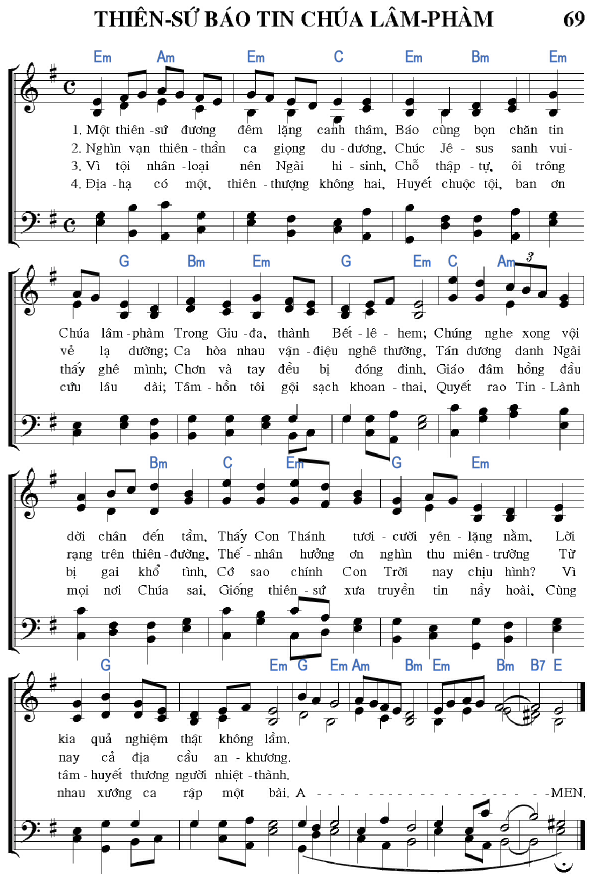 THIÊN-SỨ BÁO TIN CHÚA LÂM-PHÀM 69
Em Am Em C Em Bm Em
1. Một thiên-sứ đương đêm lặng canh thâm, Báo cùng bọn chăn tin
2. Nghìn vạn thiên-thần ca giọng du-dương, Chúc Jê-sus sanh vui-
3. Vì tội nhân-loại nên Ngài hi-sinh, Chỗ thập-tự, ôi trông
4. Địa-hạ có một, thiên-thượng không hai, Huyết chuộc tội, ban ơn
G Bm Em G Em C Am
3
Chúa lâm-phàm Trong Giu-đa, thành Bết-lê-hem; Chúng nghe xong vội
vẻ lạ dường; Ca hòa nhau vận-điệu nghê thường, Tán dương danh Ngài
thấy ghê mình; Chơn và tay đều bị đóng đinh, Giáo đâm hông đầu
cứu lâu dài; Tâm-hồn tôi gội sạch khoan-thai, Quyết rao Tin-Lành
Bm C Em G Em
dời chân đến tầm, Thấy Con Thánh tươi-cười yên-lặng nằm, Lời
rạng trên thiên-đường, Thế-nhân hưởng ơn nghìn thu miên-trường Từ
bị gai khổ tình, Cớ sao chính Con Trời nay chịu hình? Vì
mọi nơi Chúa sai, Giống thiên-sứ xưa truyền tin nầy hoài, Cùng
G Em G Em Am Bm Em Bm B7 E
kia quả nghiệm thật không lầm.
nay cả địa cầu an-khương.
tâm-huyết thương người nhiệt-thành.
nhau xướng ca rập một bài. A MEN.